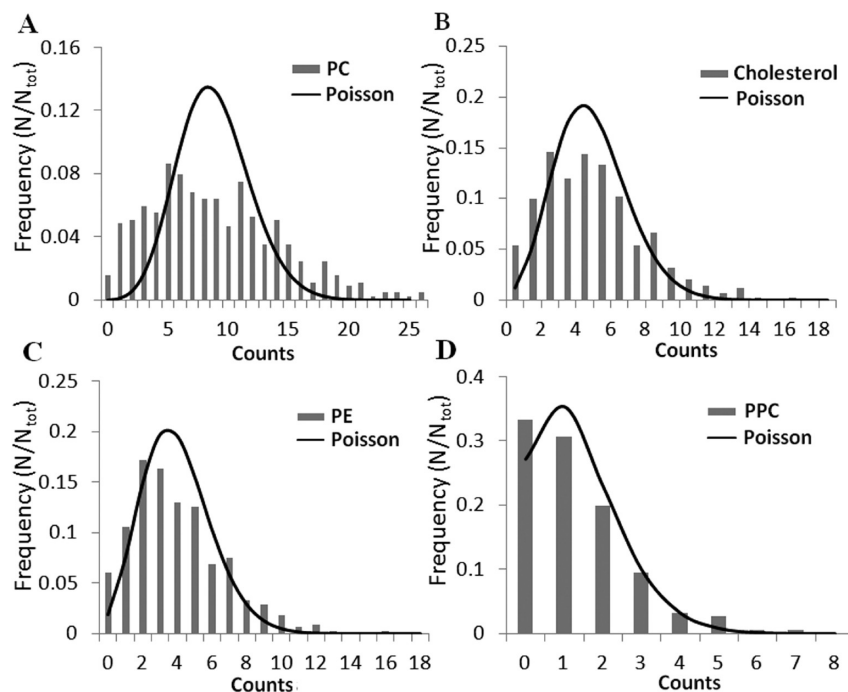 A
0.16
0.12
0.08
0.04
0
Frequency (N/Ntot)
PC
Poisson
0 5 10 15 20 25
Counts
B
0.25
0.2
0.15
0.1
0.05
0
Frequency (N/Ntot)
Cholesterol
Poisson
0 2 4 6 8 10 12 14 16 18
Counts
C
0.25
0.2
0.15
0.1
0.05
0
Frequency (N/Ntot)
PE
Poisson
0 2 4 6 8 10 12 14 16 18
Counts
D
0.4
0.3
0.2
0.1
0
Frequency (N/Ntot)
PPC
Poisson
0 1 2 3 4 5 6 7 8
Counts